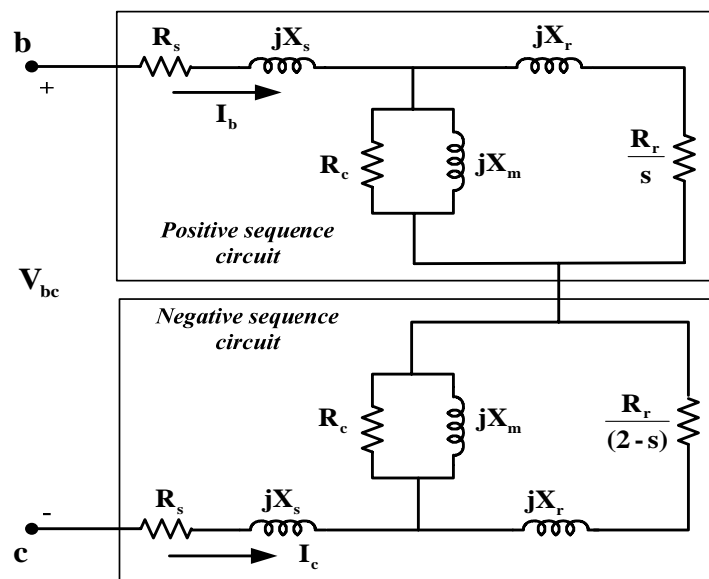 b
+
R_s
jX_s
I_b
jX_r
R_c
jX_m
R_r
s
Positive sequence
circuit
V_bc
Negative sequence
circuit
R_c
jX_m
R_r
(2 - s)
-
c
R_s
jX_s
I_c
jX_r